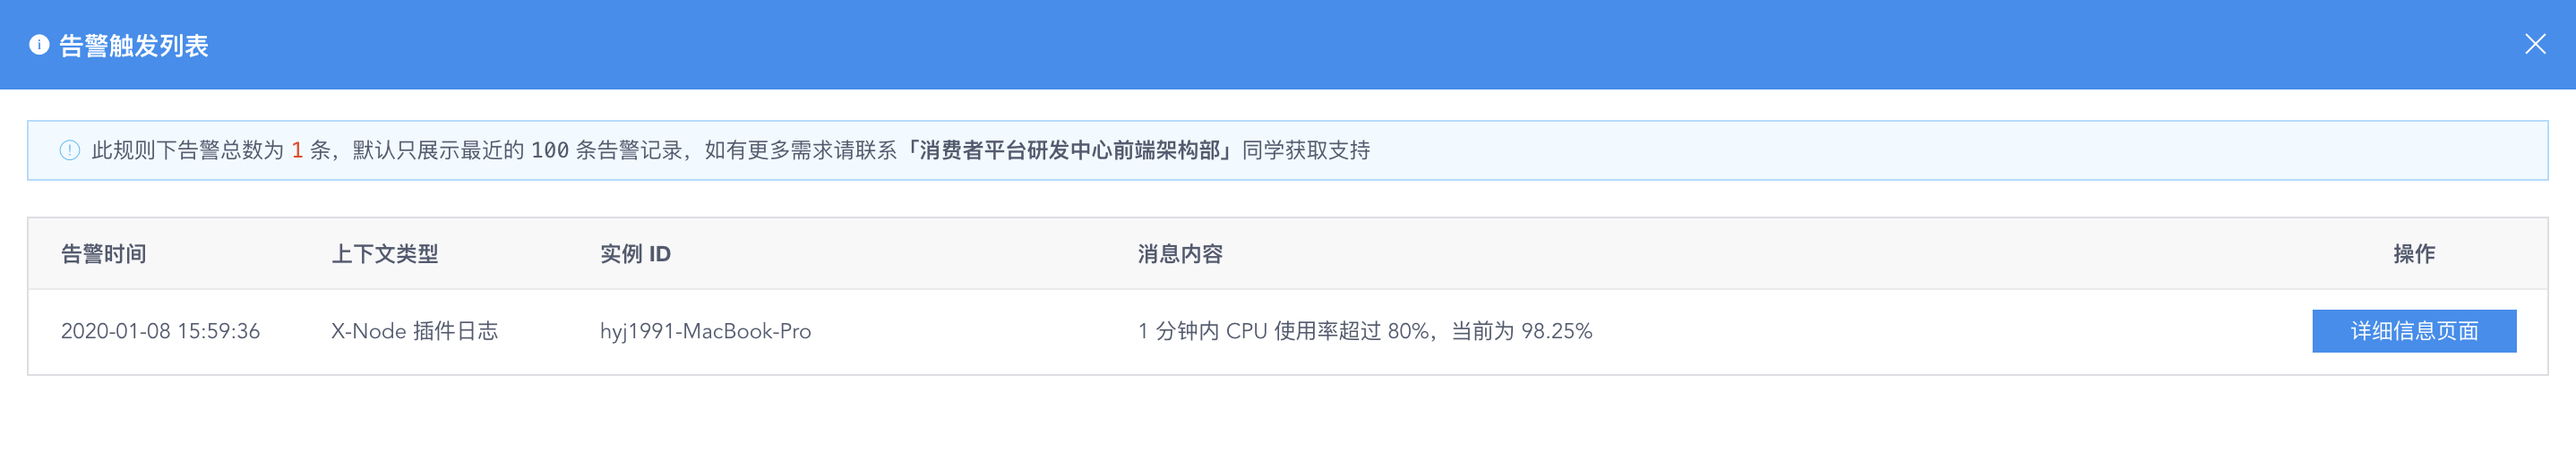 告警触发列表
此规则下告警总数为 1 条，默认只展示最近的 100 条告警记录，如有更多需求请联系「消费者平台研发中心前端架构部」同学获取支持
告警时间 上下文类型 实例 ID 消息内容 操作
2020-01-08 15:59:36 X-Node 插件日志 hyj1991-MacBook-Pro 1 分钟内 CPU 使用率超过 80%，当前为 98.25% 详细信息页面